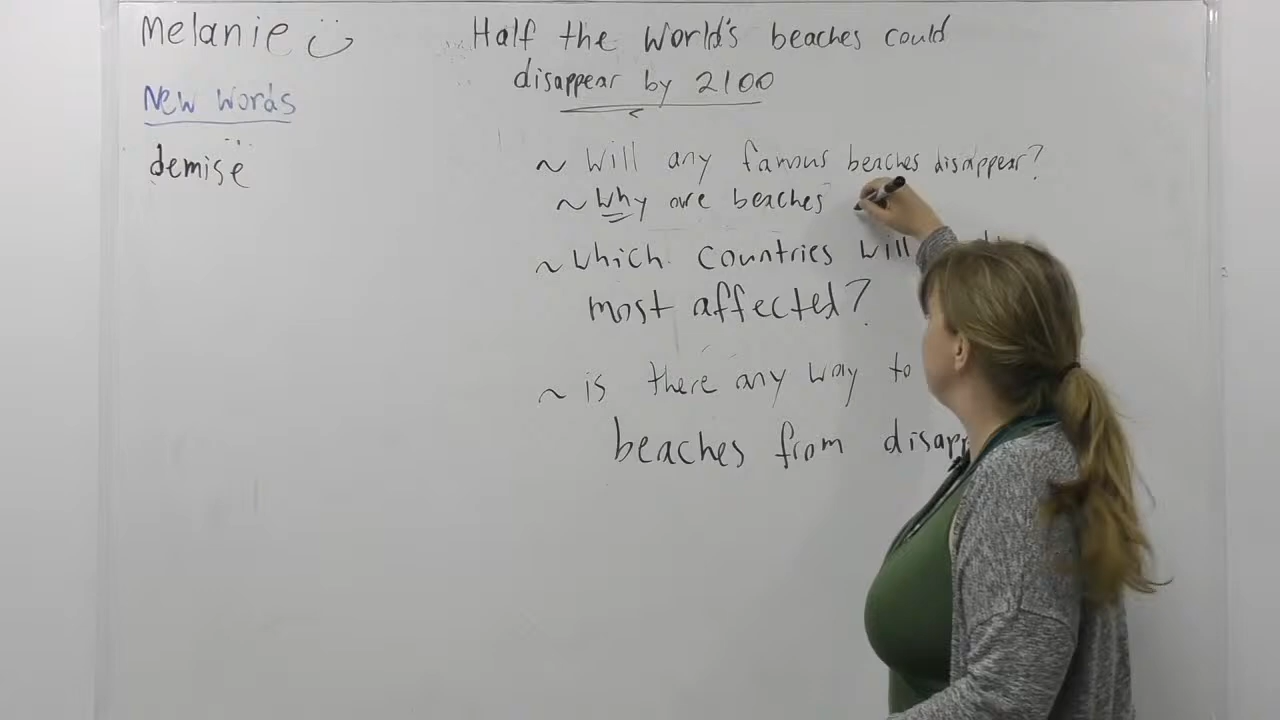 Melanie
New Words
demise
Half the World's beaches could
disappear by 2100
~ Will any famous beaches disappear?
~ Why are beaches
~ which countries will
most affected?
~ is there any way to
beaches from